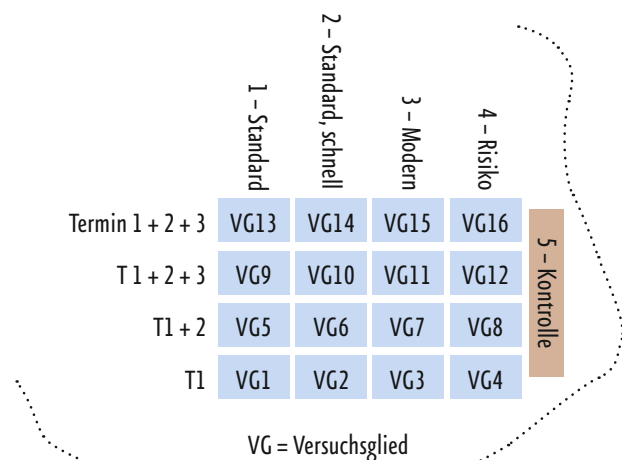 1 – Standard
2 – Standard, schnell
3 – Modern
4 – Risiko
Termin 1 + 2 + 3 VG13 VG14 VG15 VG16
T 1 + 2 + 3 VG9 VG10 VG11 VG12
T1 + 2 VG5 VG6 VG7 VG8
T1 VG1 VG2 VG3 VG4
5 – Kontrolle
VG = Versuchsglied